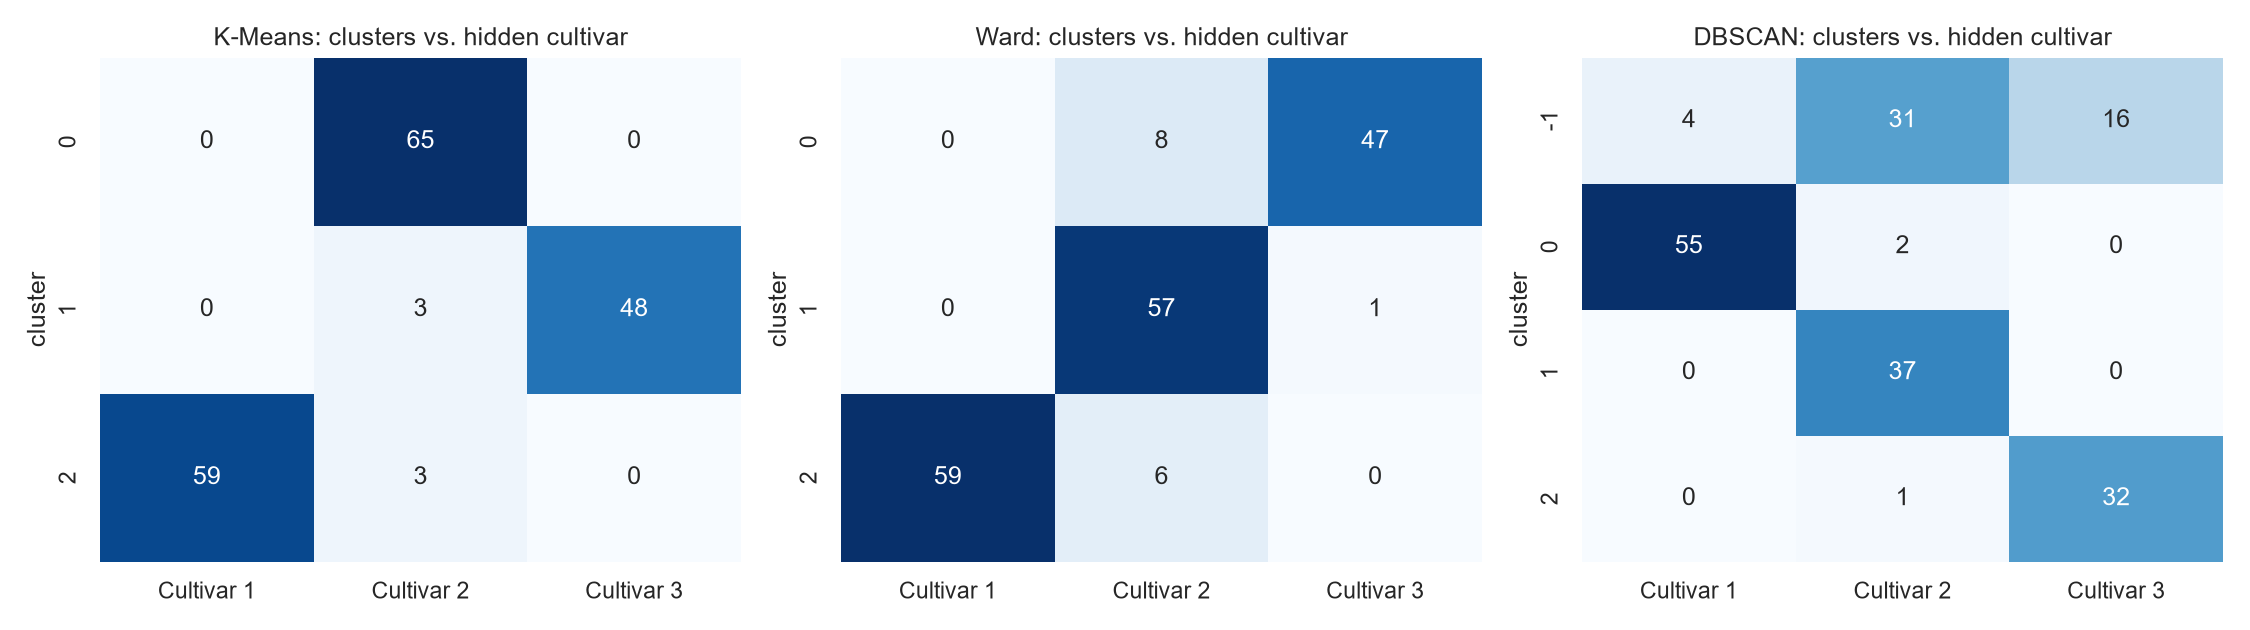 K-Means: clusters vs. hidden cultivar
cluster
0
0 65 0
1
0 3 48
2
59 3 0
Cultivar 1 Cultivar 2 Cultivar 3
Ward: clusters vs. hidden cultivar
cluster
0
0 8 47
1
0 57 1
2
59 6 0
Cultivar 1 Cultivar 2 Cultivar 3
DBSCAN: clusters vs. hidden cultivar
cluster
-1
4 31 16
0
55 2 0
1
0 37 0
2
0 1 32
Cultivar 1 Cultivar 2 Cultivar 3